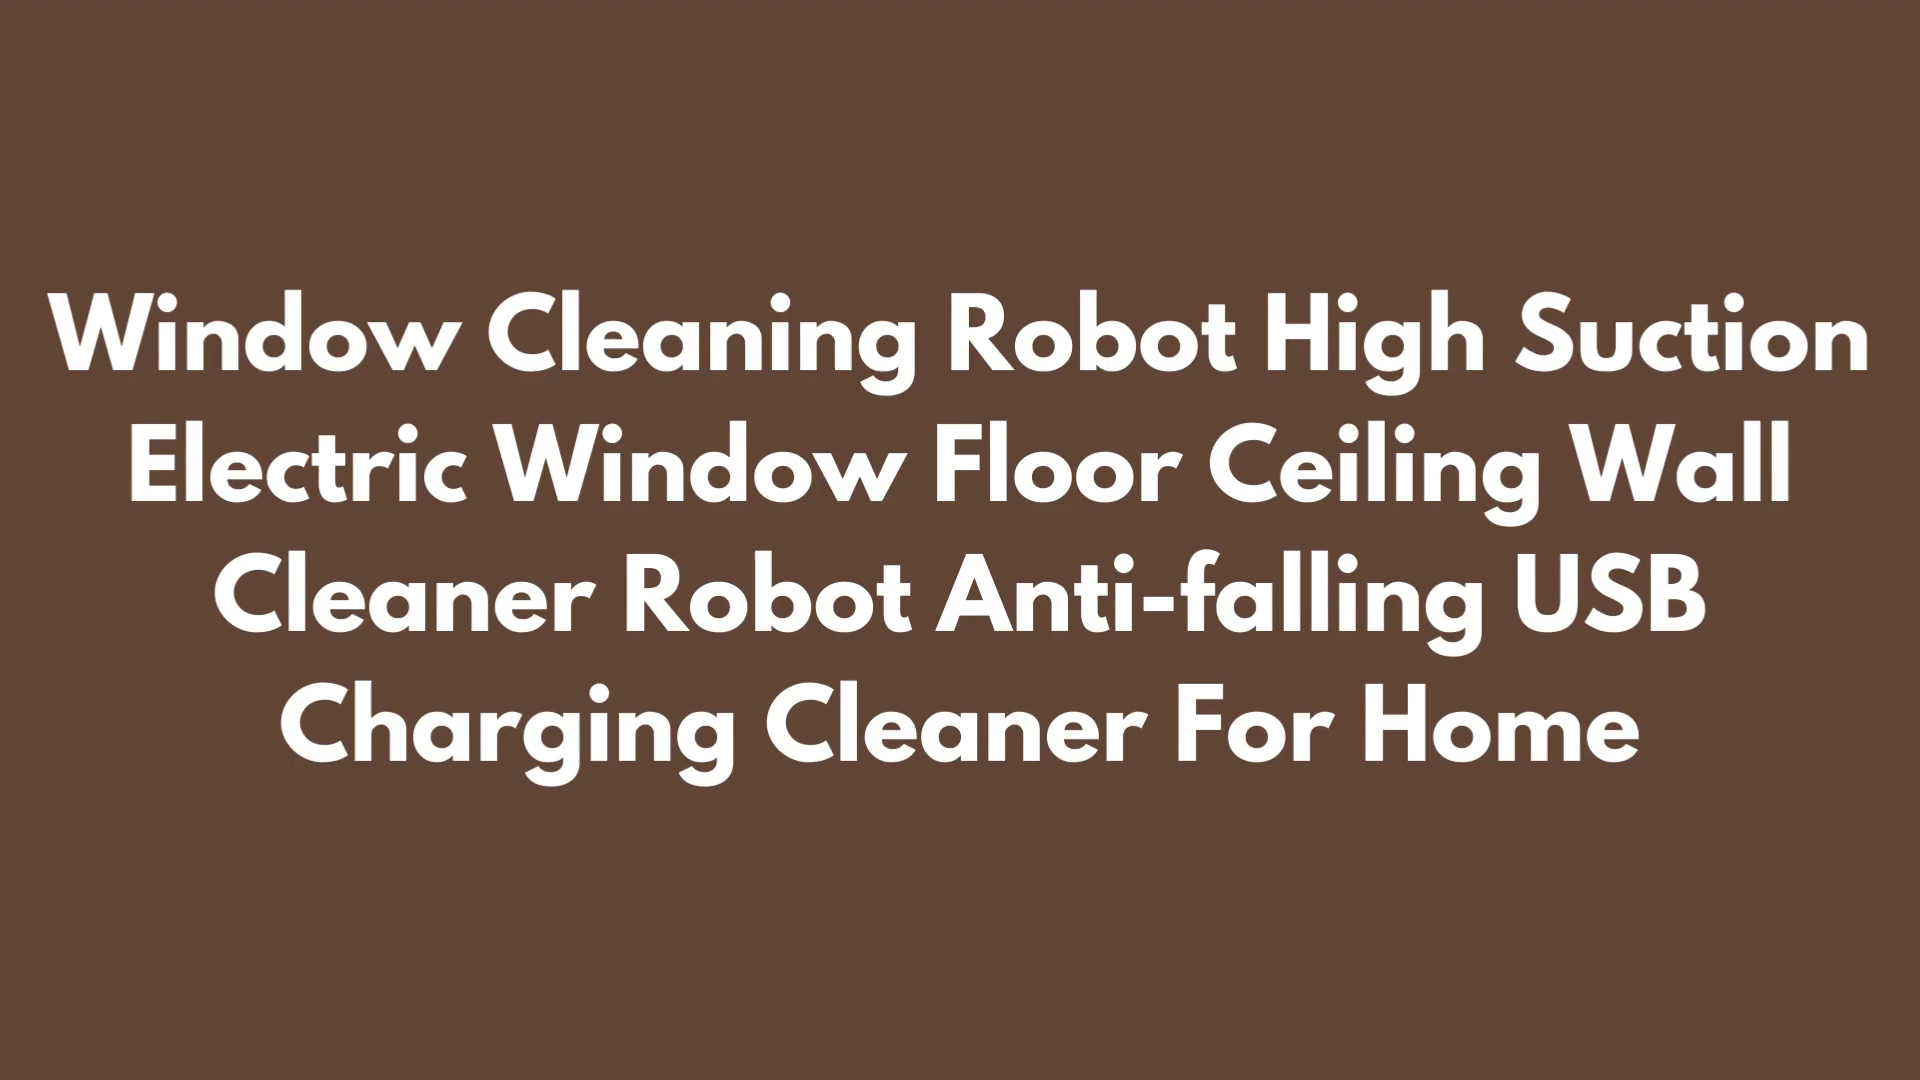 Window Cleaning Robot High Suction
Electric Window Floor Ceiling Wall
Cleaner Robot Anti-falling USB
Charging Cleaner For Home